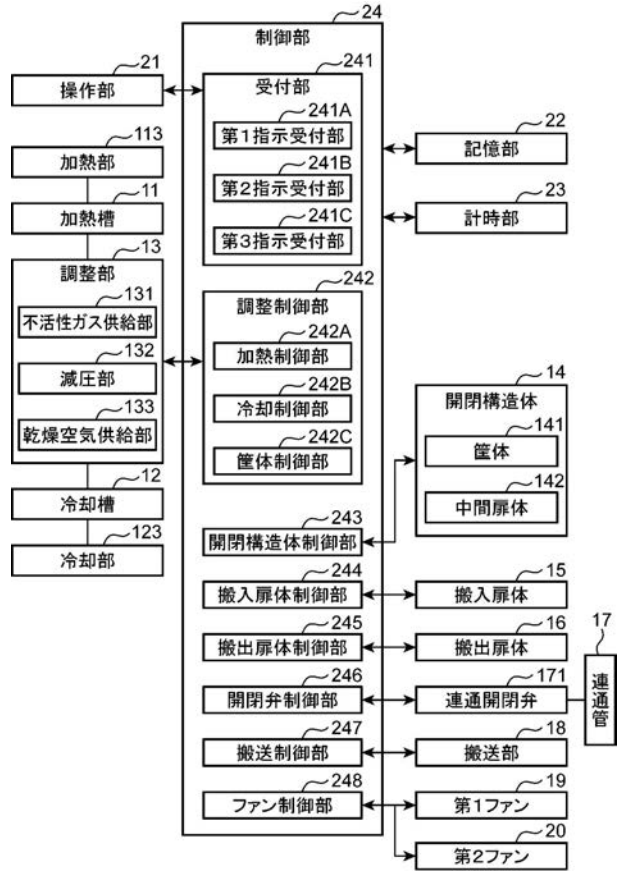 24
制御部
21
操作部
241
受付部
241A
第1指示受付部
241B
第2指示受付部
241C
第3指示受付部
22
記憶部
23
計時部
113
加熱部
11
加熱槽
13
調整部
131
不活性ガス供給部
132
減圧部
133
乾燥空気供給部
12
冷却槽
123
冷却部
242
調整制御部
242A
加熱制御部
242B
冷却制御部
242C
筐体制御部
14
開閉構造体
141
筐体
142
中間扉体
243
開閉構造体制御部
244
搬入扉体制御部
15
搬入扉体
245
搬出扉体制御部
16
搬出扉体
246
開閉弁制御部
171
連通開閉弁
17
連通管
247
搬送制御部
18
搬送部
248
ファン制御部
19
第1ファン
20
第2ファン